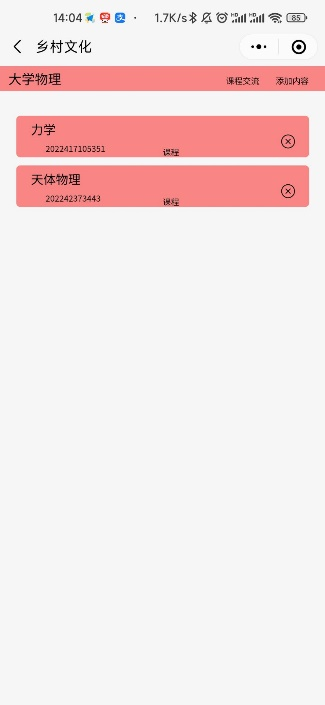 14:04 · 1.7K/s 85
乡村文化
大学物理 课程交流 添加内容
力学
2022417105351 课程
天体物理
202242373443 课程